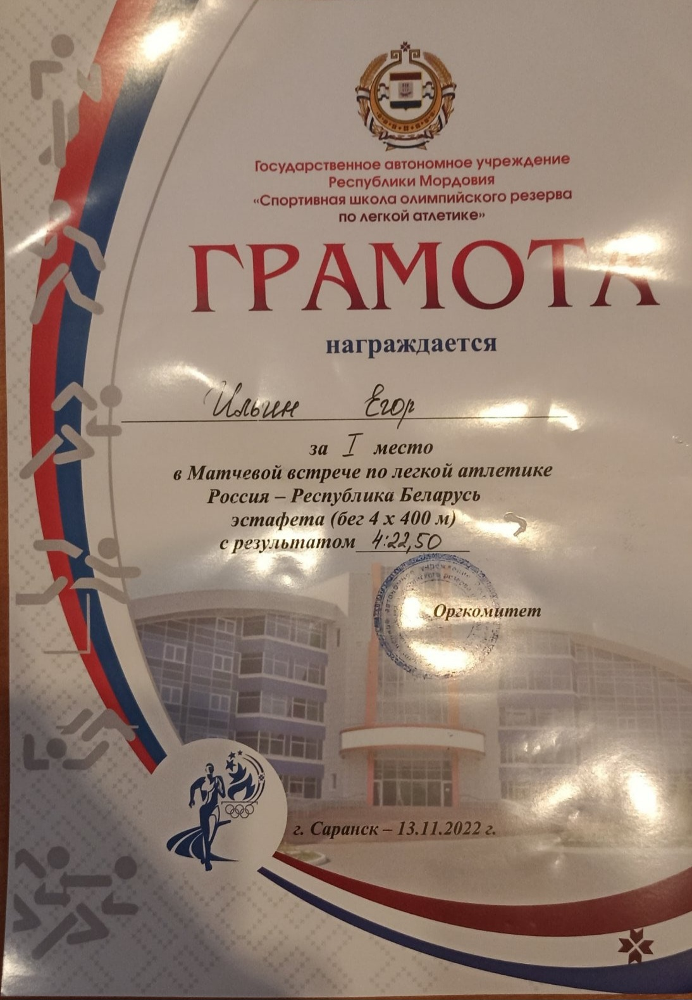 Государственное автономное учреждение
Республики Мордовия
«Спортивная школа олимпийского резерва
по легкой атлетике»
ГРАМОТА
награждается
Ильин Егор
за I место
в Матчевой встрече по легкой атлетике
Россия – Республика Беларусь
эстафета (бег 4 х 400 м)
с результатом 4:22,50
Оргкомитет
г. Саранск – 13.11.2022 г.